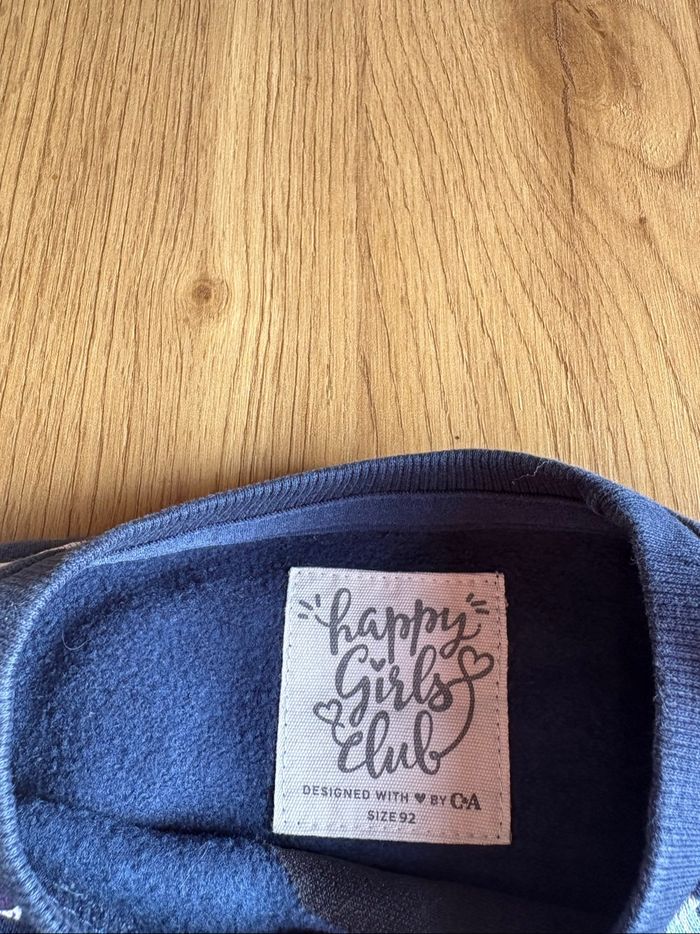 happy
Girls
Club
DESIGNED WITH ♥ BY C&A
SIZE 92